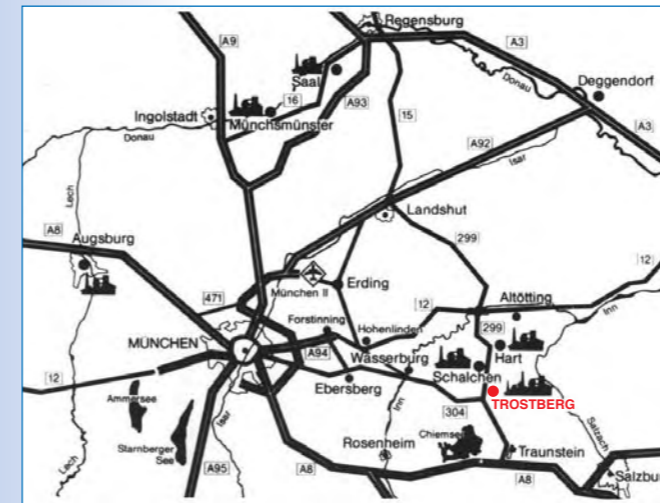 Regensburg
A9
A3
Saal
Donau
Deggendorf
16
A93
Ingolstadt
Münchsmünster
15
A3
Donau
A92
Isar
Lech
Landshut
A8
Augsburg
299
München II
Erding
471
12
Altötting
12
Inn
Forstinning
Hohenlinden
299
MÜNCHEN
A94
Wasserburg
Hart
Schalchen
12
Ebersberg
TROSTBERG
Ammersee
Isar
Inn
304
Salzach
Starnberger
See
Chiemsee
Lech
Rosenheim
Traunstein
A95
A8
A8
Salzbu